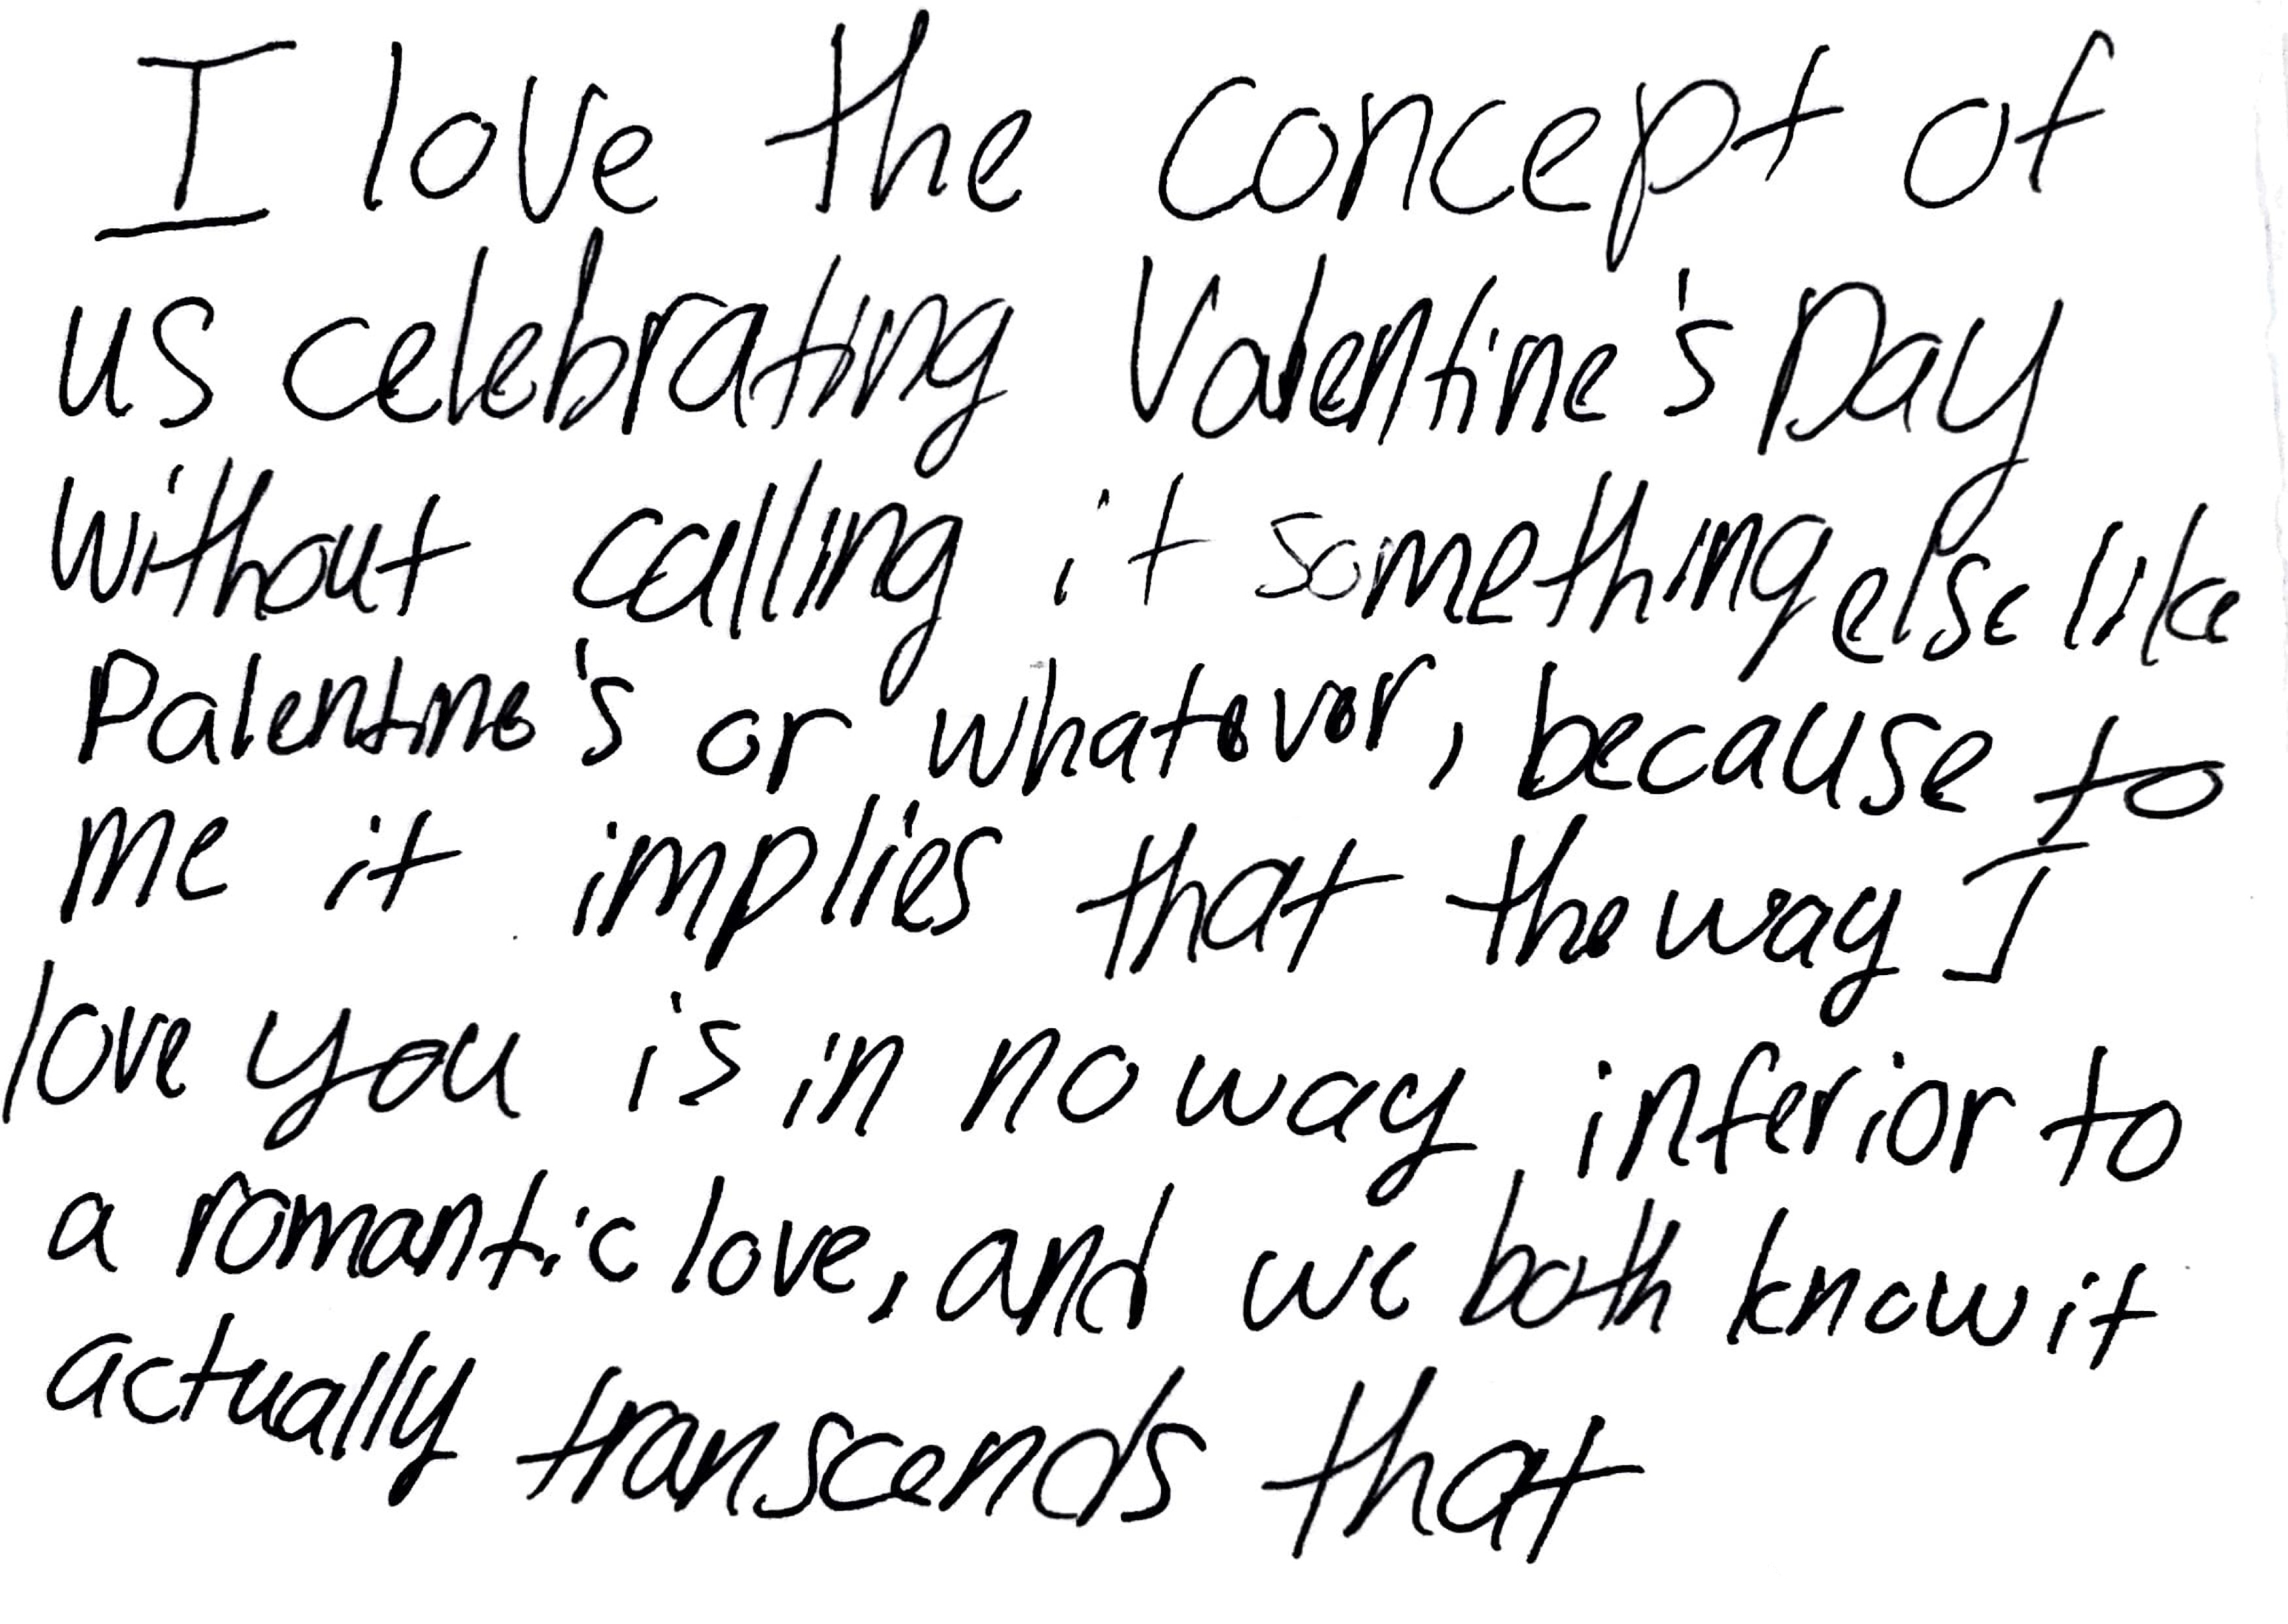 I love the concept of
us celebrating Valentine's Day
without calling it something else like
Palentine's or whatever, because to
me it implies that the way I
love you is in no way inferior to
a romantic love, and we both know it
actually transcends that